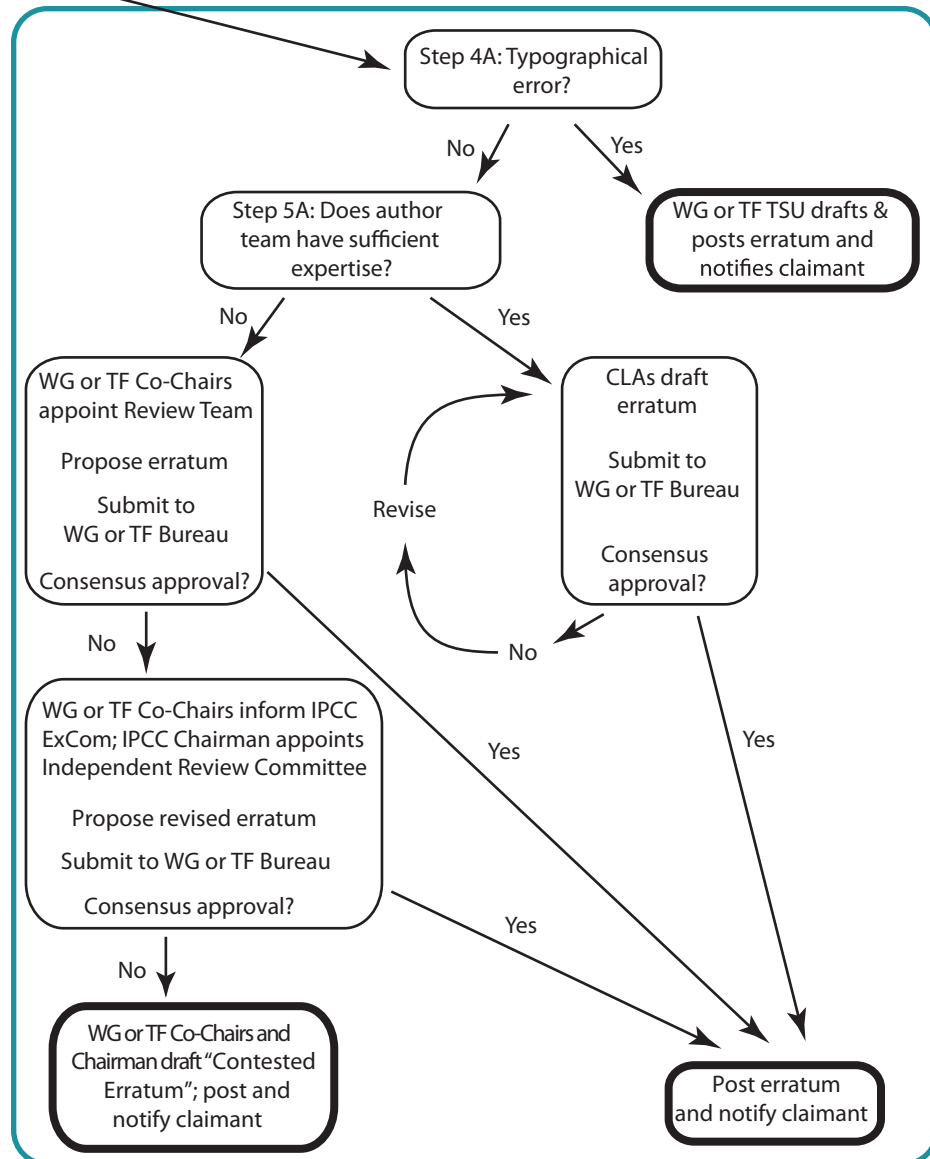 Step 4A: Typographical
error?
No
Yes
Step 5A: Does author
team have sufficient
expertise?
WG or TF TSU drafts &
posts erratum and
notifies claimant
No
Yes
WG or TF Co-Chairs
appoint Review Team
Propose erratum
Submit to
WG or TF Bureau
Consensus approval?
CLAs draft
erratum
Submit to
WG or TF Bureau
Consensus
approval?
Revise
No
No
WG or TF Co-Chairs inform IPCC
ExCom; IPCC Chairman appoints
Independent Review Committee
Propose revised erratum
Submit to WG or TF Bureau
Consensus approval?
Yes
Yes
Yes
No
WG or TF Co-Chairs and
Chairman draft “Contested
Erratum”; post and
notify claimant
Post erratum
and notify claimant